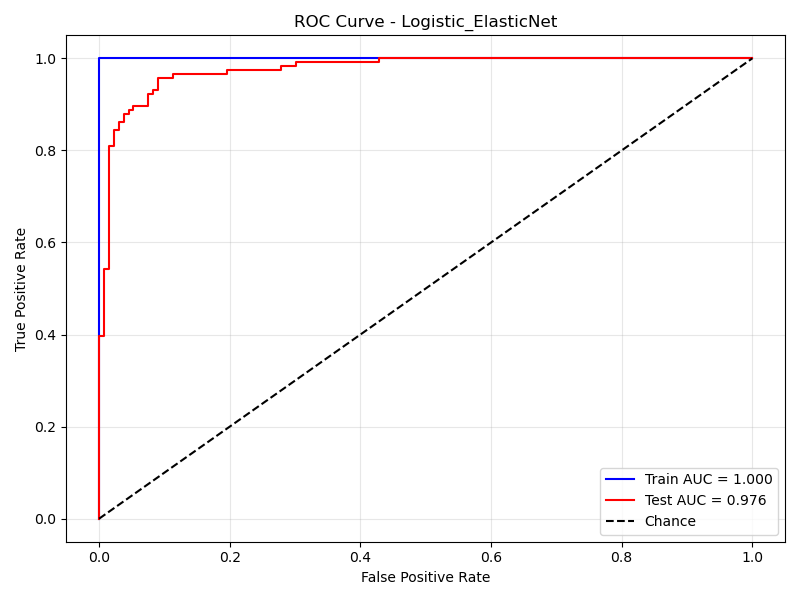 ROC Curve - Logistic_ElasticNet
True Positive Rate
1.0
0.8
0.6
0.4
0.2
0.0
Train AUC = 1.000
Test AUC = 0.976
Chance
0.0 0.2 0.4 0.6 0.8 1.0
False Positive Rate